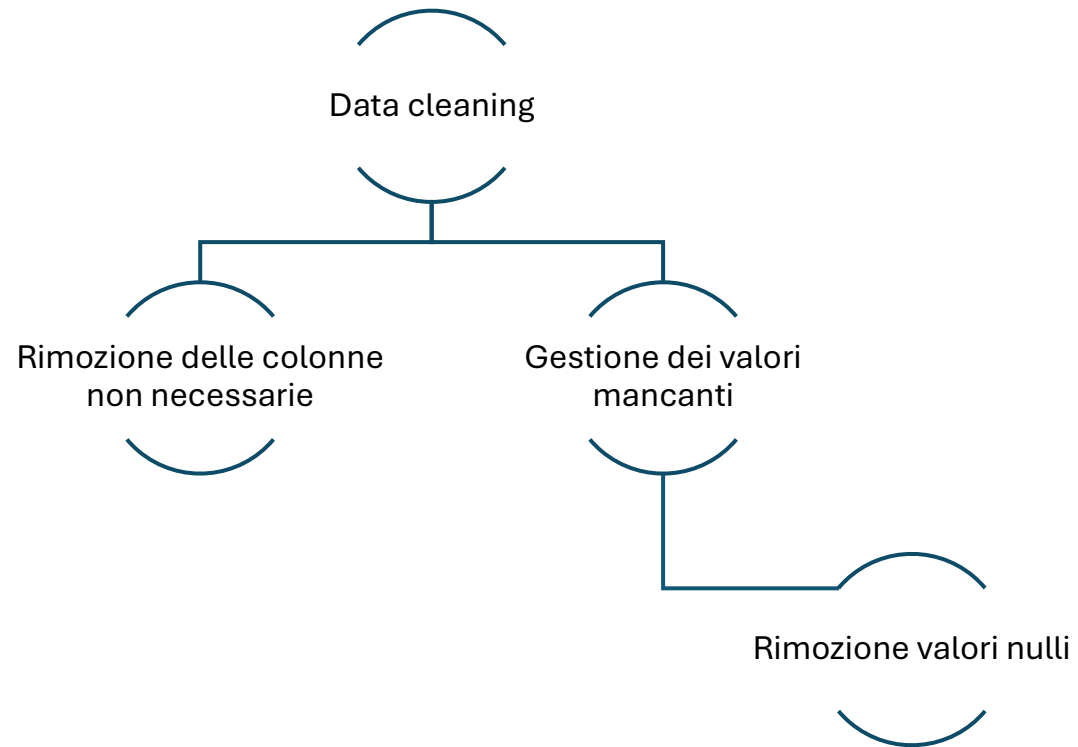 Data cleaning
Rimozione delle colonne
non necessarie
Gestione dei valori
mancanti
Rimozione valori nulli